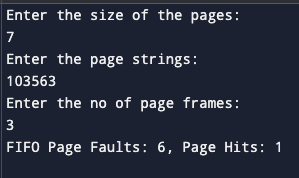 Enter the size of the pages:
7
Enter the page strings:
103563
Enter the no of page frames:
3
FIFO Page Faults: 6, Page Hits: 1